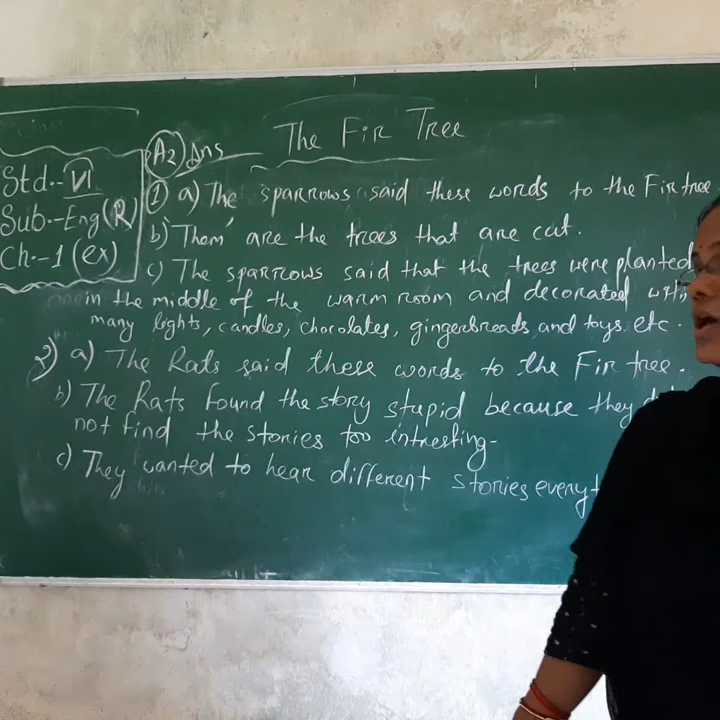 The Fir Tree
Std.- VI
Sub.- Eng (R)
Ch.- 1 (ex)
A2) Ans
1) a) The sparrows said these words to the Fir tree
b) 'Them' are the trees that are cut.
c) The sparrows said that the trees were planted
in the middle of the warm room and decorated with
many lights, candles, chocolates, gingerbreads and toys etc.
2) a) The Rats said these words to the Fir tree.
b) The Rats found the story stupid because they
not find the stories too intresting-
c) They wanted to hear different stories